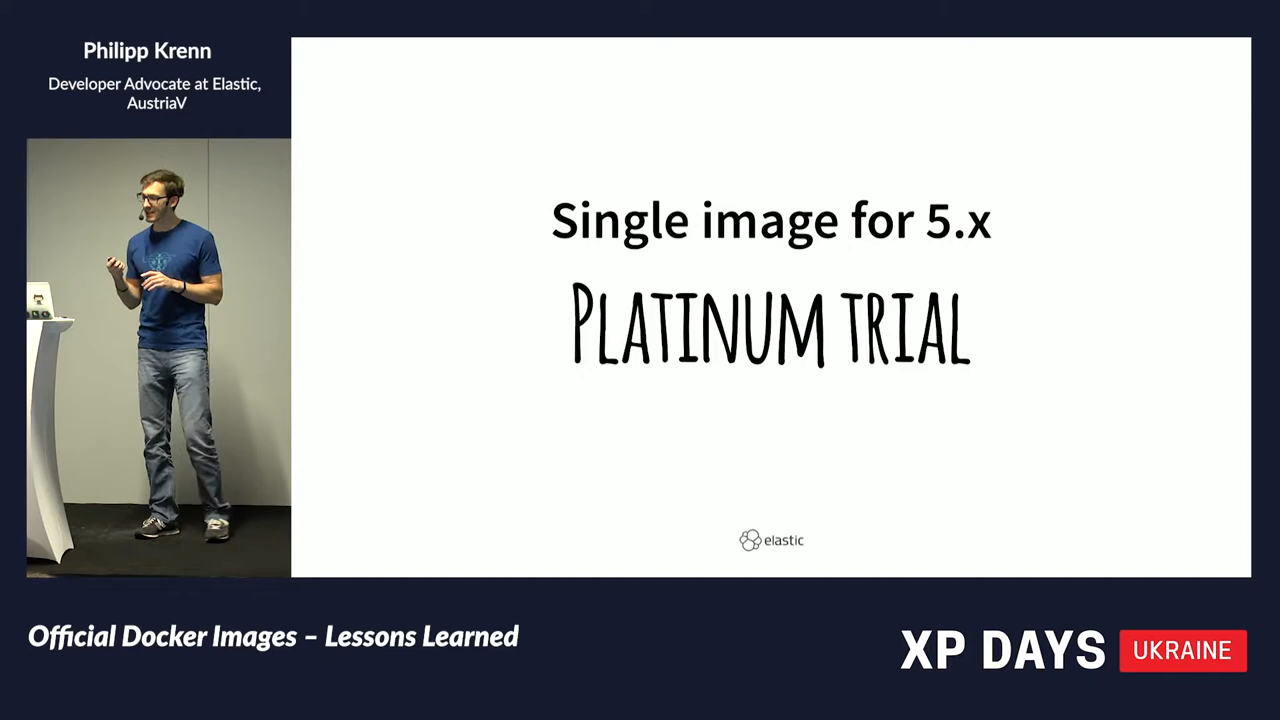 Philipp Krenn
Developer Advocate at Elastic,
AustriaV
Single image for 5.x
PLATINUM TRIAL
elastic
Official Docker Images – Lessons Learned
XP DAYS UKRAINE